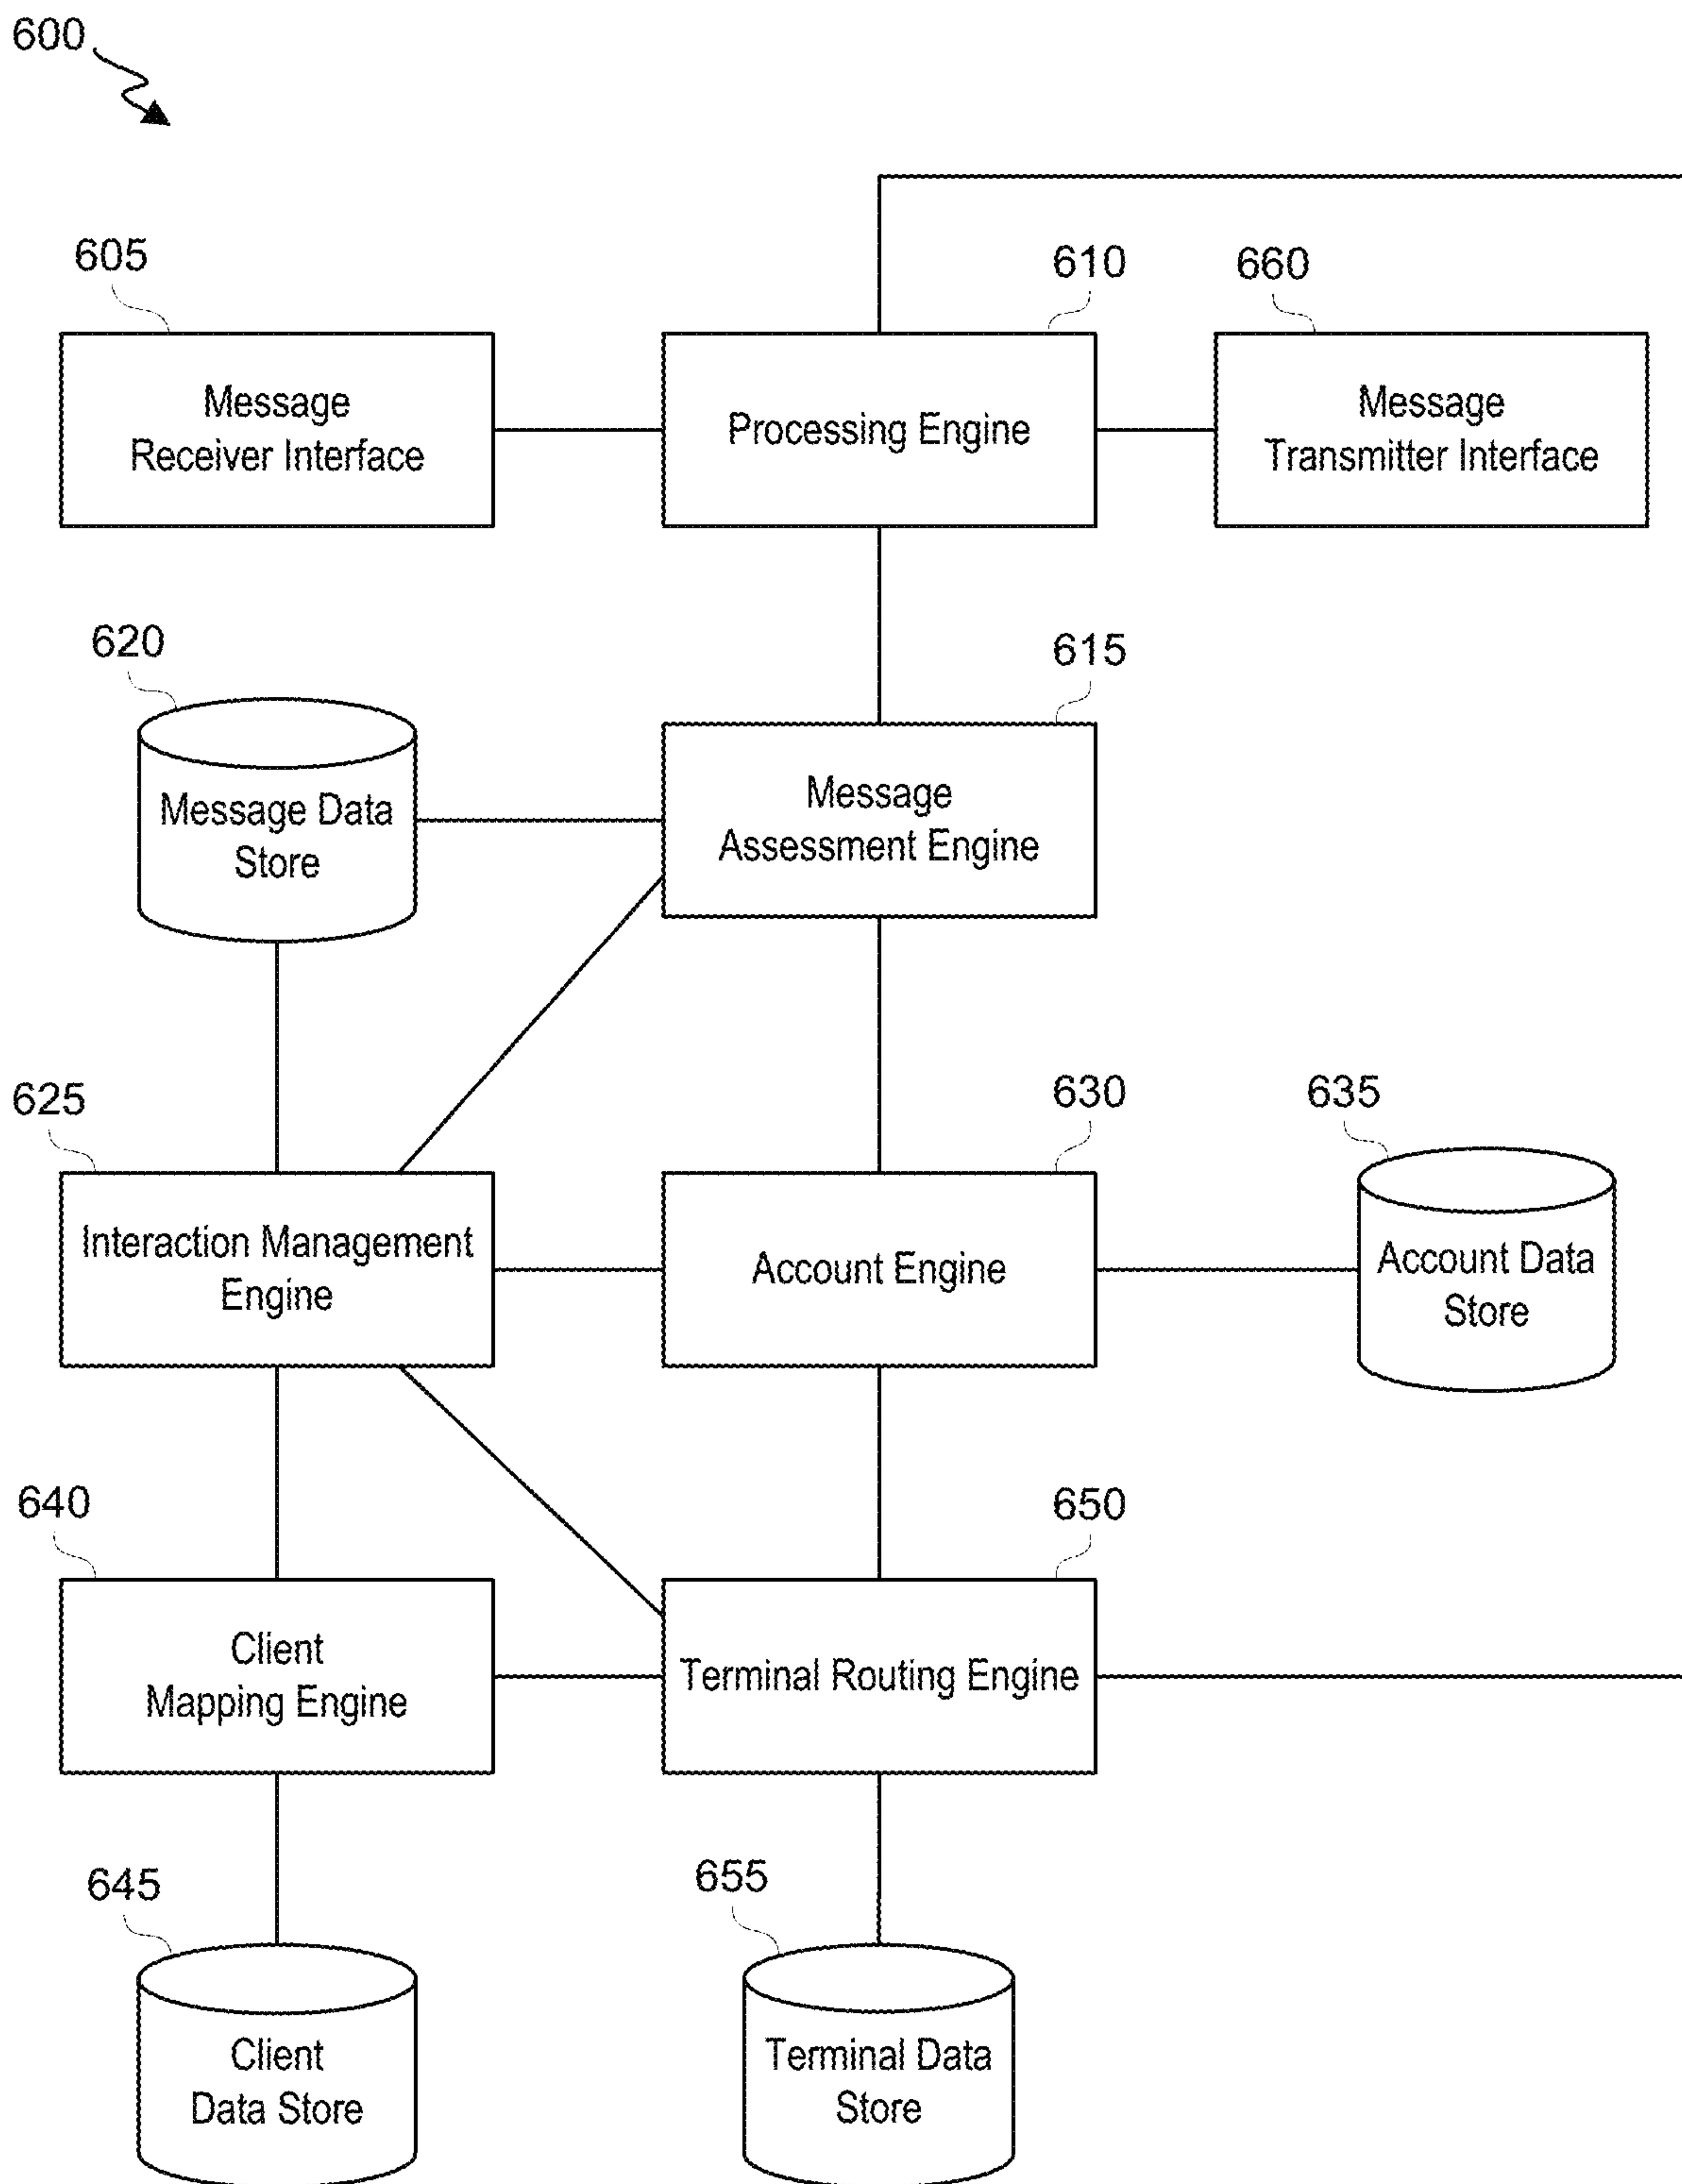 600
605
610
660
Message
Receiver Interface
Processing Engine
Message
Transmitter Interface
620
615
Message Data
Store
Message
Assessment Engine
625
630
635
Interaction Management
Engine
Account Engine
Account Data
Store
640
650
Client
Mapping Engine
Terminal Routing Engine
645
655
Client
Data Store
Terminal Data
Store